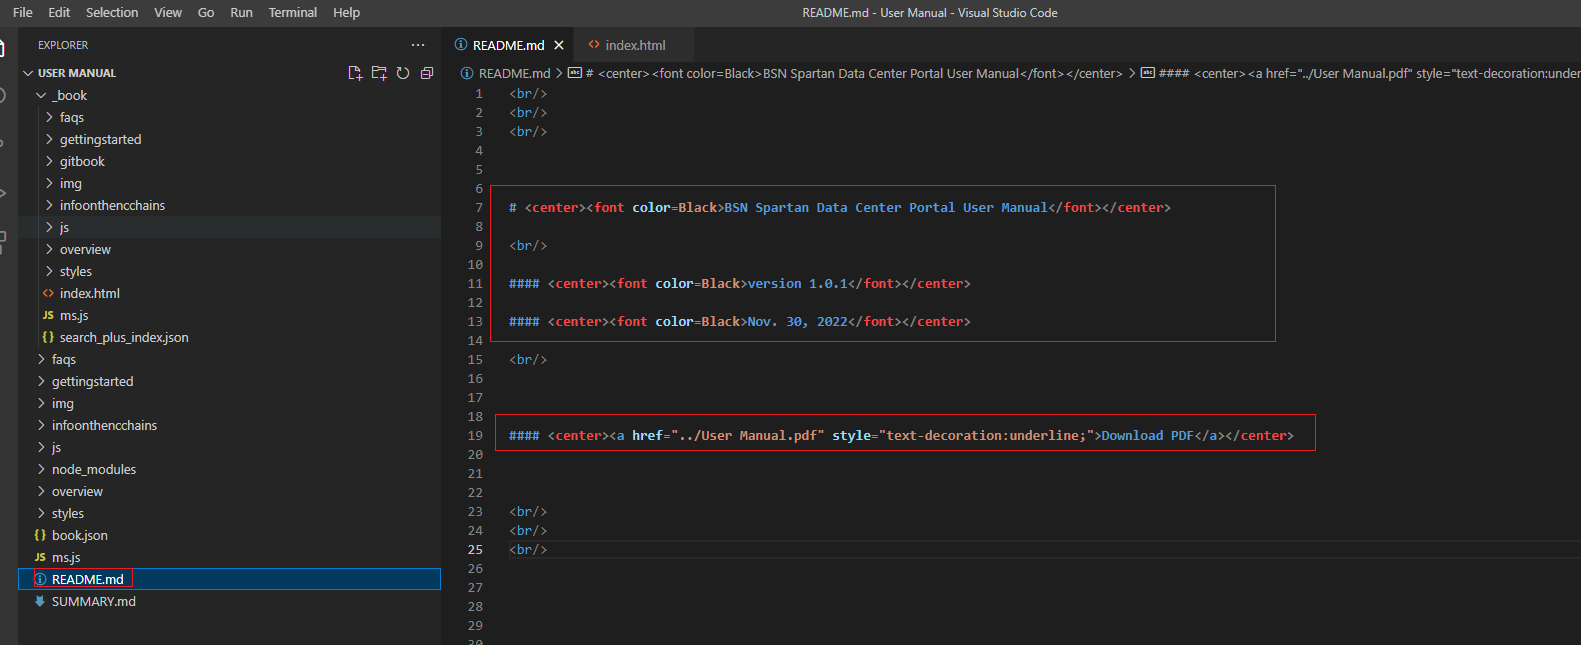 File Edit Selection View Go Run Terminal Help README.md - User Manual - Visual Studio Code
EXPLORER ···
USER MANUAL
_book
faqs
gettingstarted
gitbook
img
infoonthencchains
js
overview
styles
index.html
JS ms.js
{} search_plus_index.json
faqs
gettingstarted
img
infoonthencchains
js
node_modules
overview
styles
{} book.json
JS ms.js
README.md
SUMMARY.md
README.md index.html
README.md > # <center><font color=Black>BSN Spartan Data Center Portal User Manual</font></center> > #### <center><a href="../User Manual.pdf" style="text-decoration:under
1 <br/>
2 <br/>
3 <br/>
4
5
6
7 # <center><font color=Black>BSN Spartan Data Center Portal User Manual</font></center>
8
9 <br/>
10
11 #### <center><font color=Black>version 1.0.1</font></center>
12
13 #### <center><font color=Black>Nov. 30, 2022</font></center>
14
15 <br/>
16
17
18
19 #### <center><a href="../User Manual.pdf" style="text-decoration:underline;">Download PDF</a></center>
20
21
22
23 <br/>
24 <br/>
25 <br/>
26
27
28
29
30